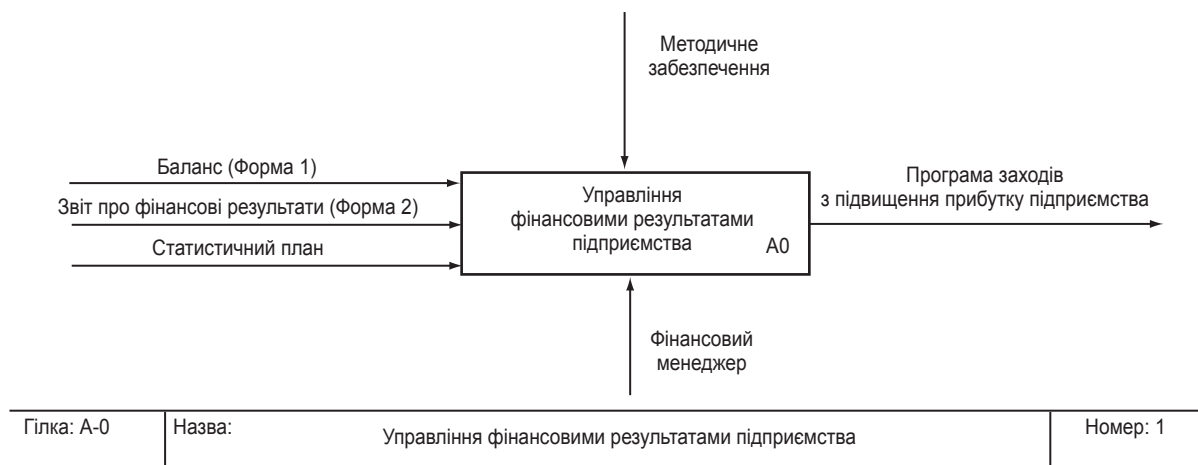 Методичне
забезпечення
Баланс (Форма 1)
Звіт про фінансові результати (Форма 2)
Статистичний план
Управління
фінансовими результатами
підприємства
А0
Програма заходів
з підвищення прибутку підприємства
Фінансовий
менеджер
Гілка: А-0
Назва:
Управління фінансовими результатами підприємства
Номер: 1